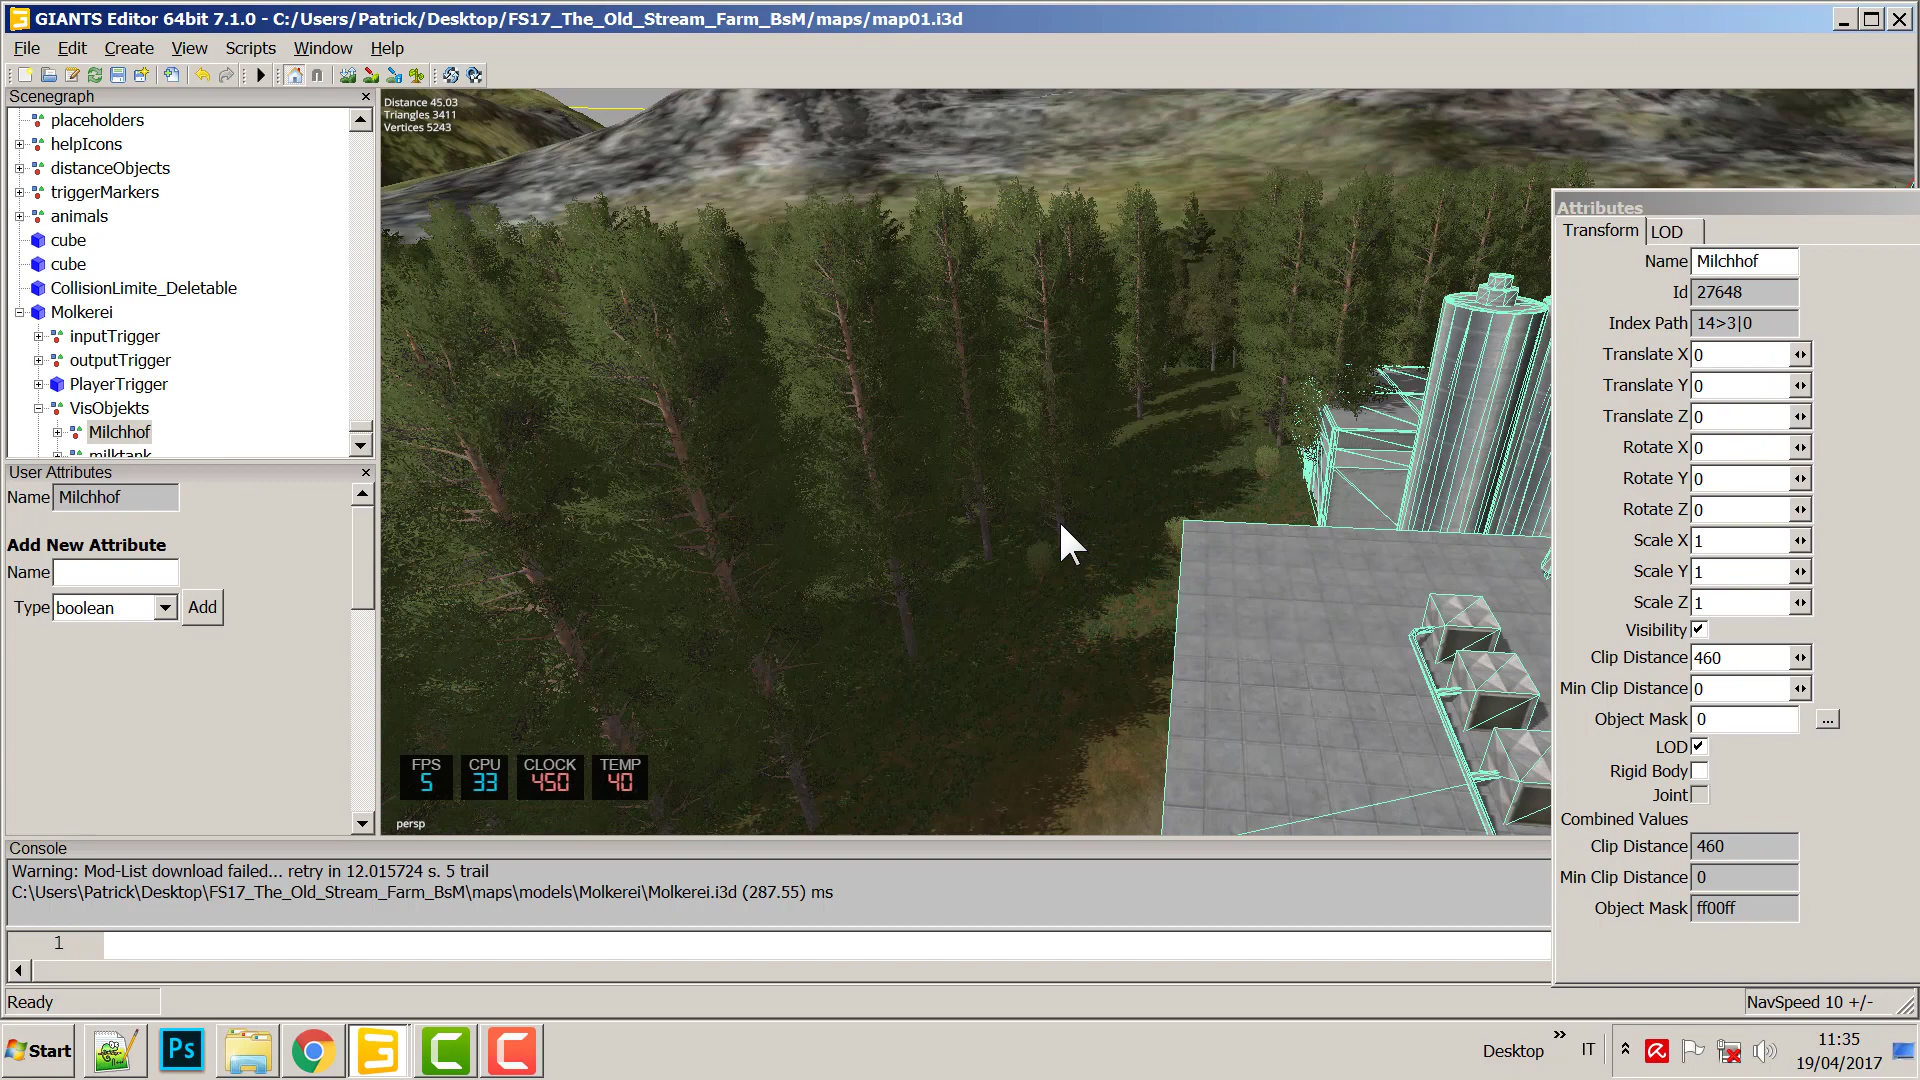 GIANTS Editor 64bit 7.1.0 - C:/Users/Patrick/Desktop/FS17_The_Old_Stream_Farm_BsM/maps/map01.i3d
File Edit Create View Scripts Window Help
Scenegraph
placeholders
helpIcons
distanceObjects
triggerMarkers
animals
cube
cube
CollisionLimite_Deletable
Molkerei
inputTrigger
outputTrigger
PlayerTrigger
VisObjekts
Milchhof
milktank
User Attributes
Name Milchhof
Add New Attribute
Name
Type boolean Add
Distance 45.03
Triangles 3411
Vertices 5243
FPS CPU CLOCK TEMP
5 33 450 40
persp
Attributes
Transform LOD
Name Milchhof
Id 27648
Index Path 14>3|0
Translate X 0
Translate Y 0
Translate Z 0
Rotate X 0
Rotate Y 0
Rotate Z 0
Scale X 1
Scale Y 1
Scale Z 1
Visibility
Clip Distance 460
Min Clip Distance 0
Object Mask 0 ...
LOD
Rigid Body
Joint
Combined Values
Clip Distance 460
Min Clip Distance 0
Object Mask ff00ff
Console
Warning: Mod-List download failed... retry in 12.015724 s. 5 trail
C:\Users\Patrick\Desktop\FS17_The_Old_Stream_Farm_BsM\maps\models\Molkerei\Molkerei.i3d (287.55) ms
1
Ready
NavSpeed 10 +/-
Start Ps Desktop IT 11:35
19/04/2017